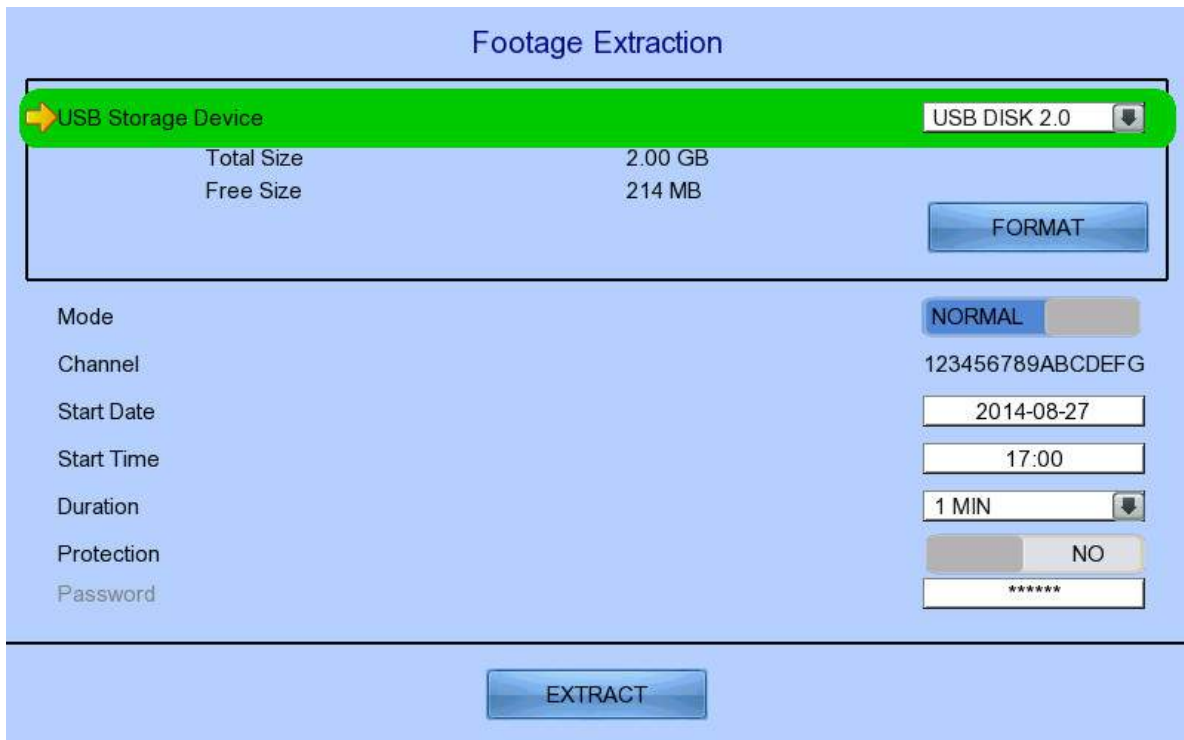 Footage Extraction
USB Storage Device USB DISK 2.0
Total Size 2.00 GB
Free Size 214 MB
FORMAT
Mode NORMAL
Channel 123456789ABCDEFG
Start Date 2014-08-27
Start Time 17:00
Duration 1 MIN
Protection NO
Password ******
EXTRACT